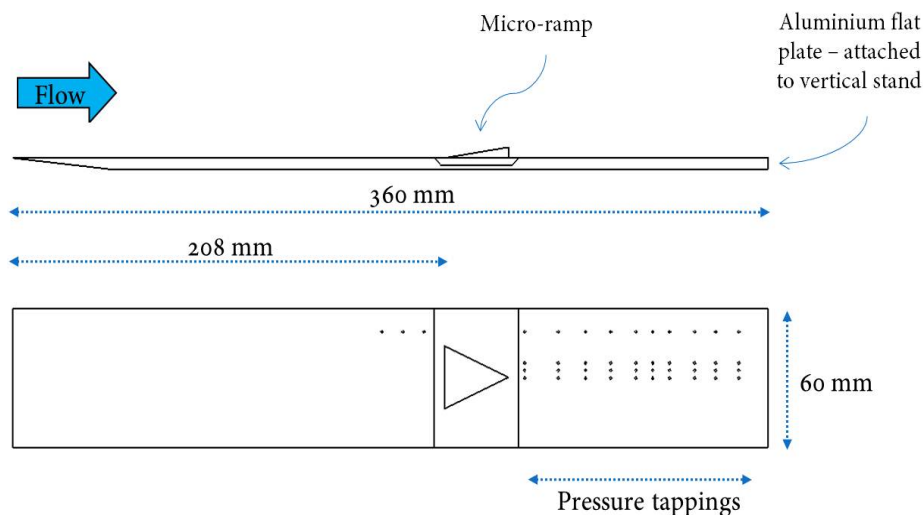 Micro-ramp
Aluminium flat
plate – attached
to vertical stand
Flow
360 mm
208 mm
60 mm
Pressure tappings